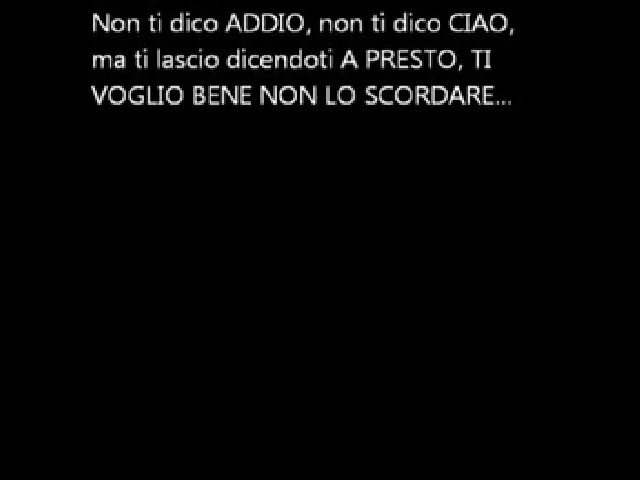 Non ti dico ADDIO, non ti dico CIAO,
ma ti lascio dicendoti A PRESTO, TI
VOGLIO BENE NON LO SCORDARE...